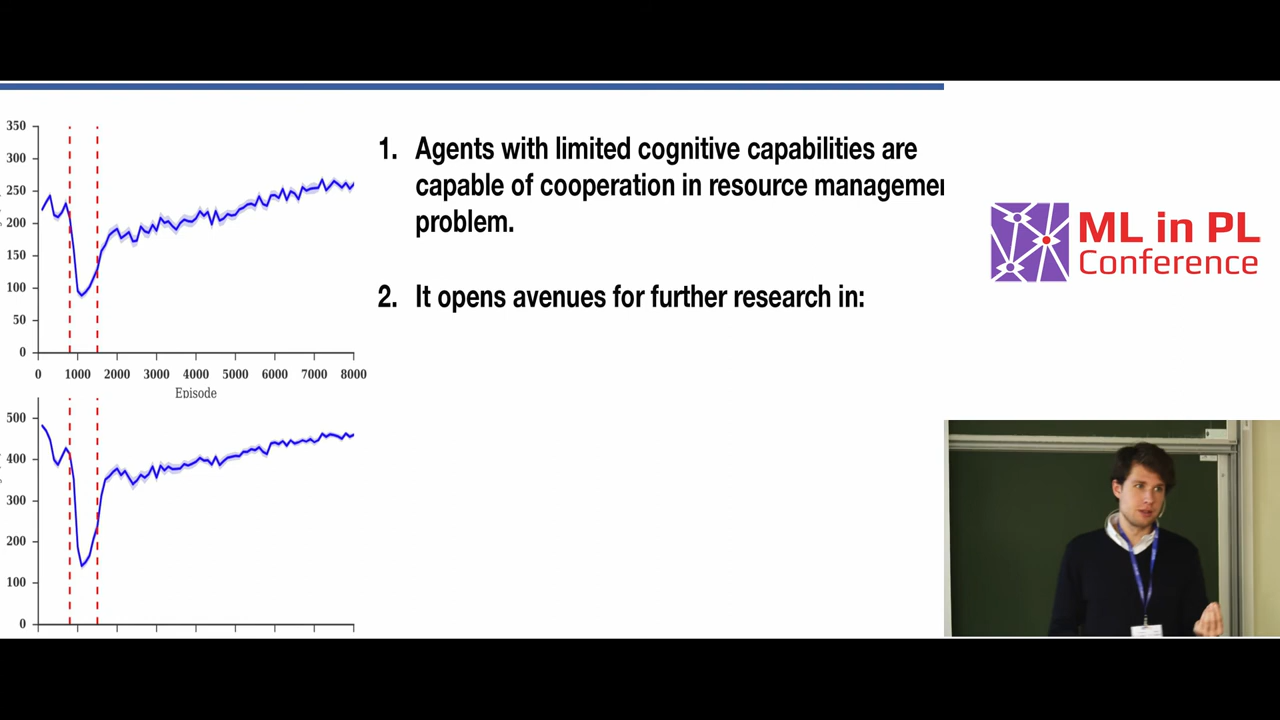 350
300
250
200
150
100
50
0
0 1000 2000 3000 4000 5000 6000 7000 8000
Episode
500
400
300
200
100
0
1. Agents with limited cognitive capabilities are
capable of cooperation in resource managemen
problem.
2. It opens avenues for further research in:
ML in PL
Conference